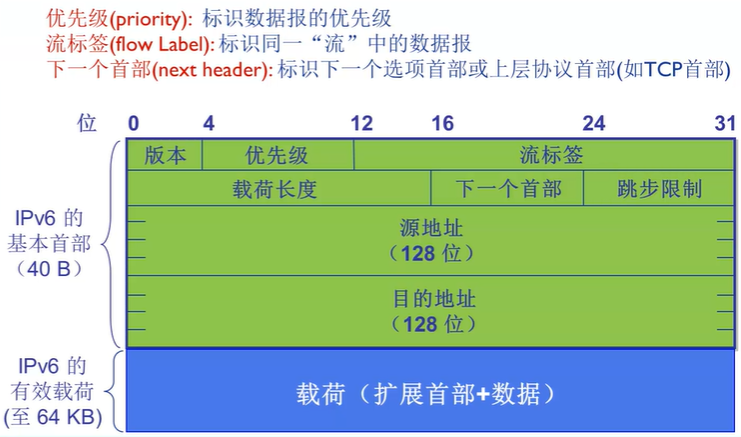 优先级(priority): 标识数据报的优先级
流标签(flow Label): 标识同一“流”中的数据报
下一个首部(next header): 标识下一个选项首部或上层协议首部(如TCP首部)
位 0 4 12 16 24 31
版本 优先级 流标签
载荷长度 下一个首部 跳步限制
IPv6 的
基本首部
(40 B)
源地址
(128 位)
目的地址
(128 位)
IPv6 的
有效载荷
(至 64 KB)
载荷(扩展首部+数据)